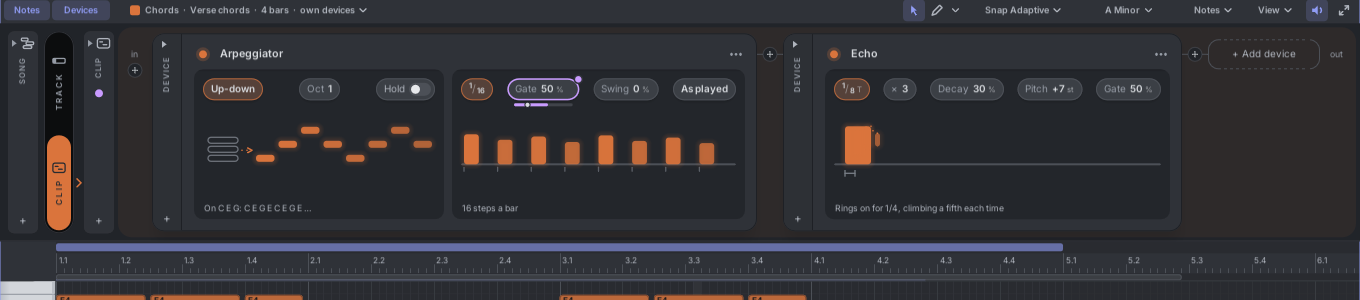 Notes Devices Chords · Verse chords · 4 bars · own devices Snap Adaptive A Minor Notes View
in DEVICE Arpeggiator DEVICE Echo + Add device out
SONG TRACK CLIP
Up-down Oct 1 Hold 1/16 Gate 50 % Swing 0 % As played 1/8 T × 3 Decay 30 % Pitch +7 st Gate 50 %
CLIP
On C E G: C E G E C E G E ... 16 steps a bar Rings on for 1/4, climbing a fifth each time
1.1 1.2 1.3 1.4 2.1 2.2 2.3 2.4 3.1 3.2 3.3 3.4 4.1 4.2 4.3 4.4 5.1 5.2 5.3 5.4 6.1